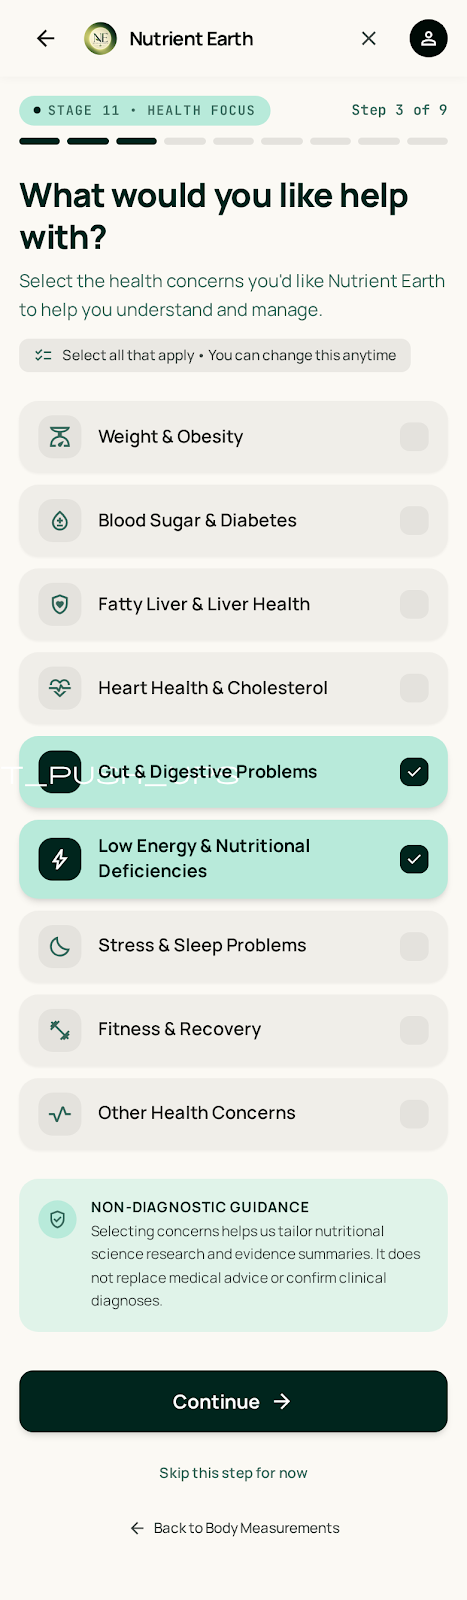 Nutrient Earth
STAGE 11 • HEALTH FOCUS
Step 3 of 9
What would you like help
with?
Select the health concerns you'd like Nutrient Earth
to help you understand and manage.
Select all that apply • You can change this anytime
Weight & Obesity
Blood Sugar & Diabetes
Fatty Liver & Liver Health
Heart Health & Cholesterol
Gut & Digestive Problems
Low Energy & Nutritional
Deficiencies
Stress & Sleep Problems
Fitness & Recovery
Other Health Concerns
NON-DIAGNOSTIC GUIDANCE
Selecting concerns helps us tailor nutritional
science research and evidence summaries. It does
not replace medical advice or confirm clinical
diagnoses.
Continue
Skip this step for now
Back to Body Measurements